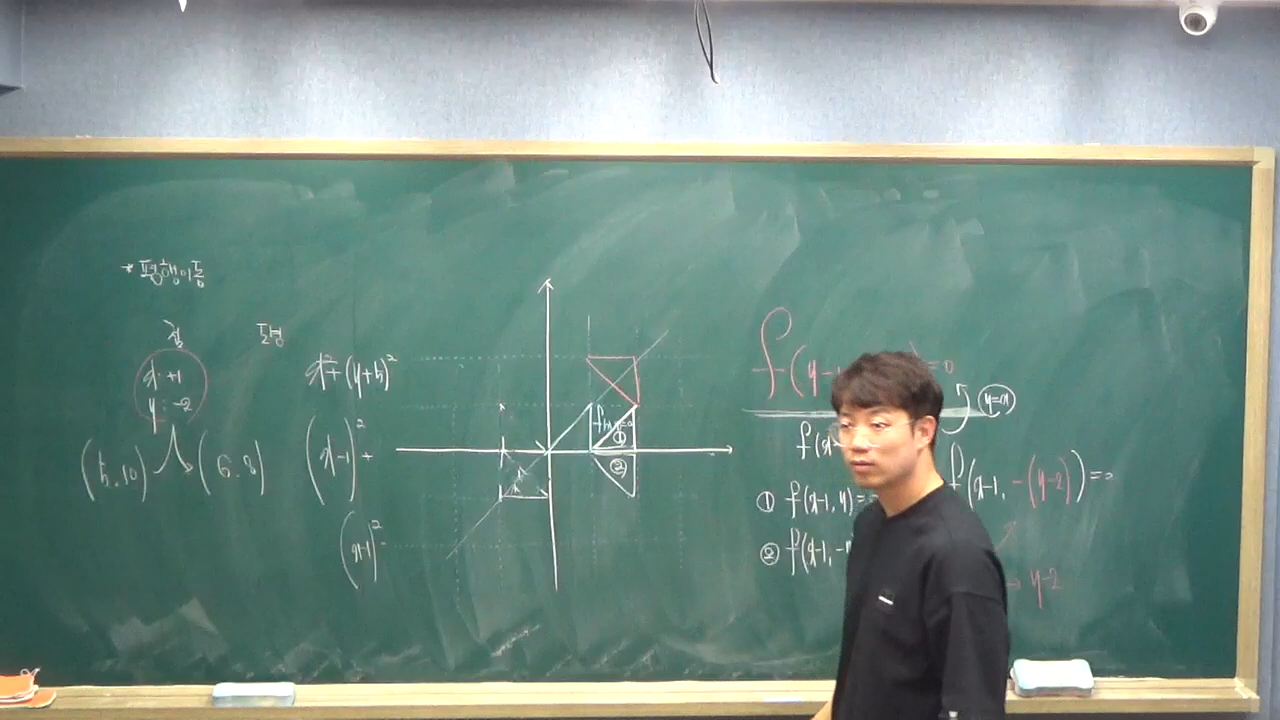 * 평행이동
점 도형
x: +1
y: -2
(5, 10) (6, 8)
x² + (y+5)²
(x-1)² +
(x-1)² -
①
②
f(y-
=0
y=x
f(x
f(x-1, -(y-2))=0
① f(x-1, y)=
② f(x-1, -
→ y-2